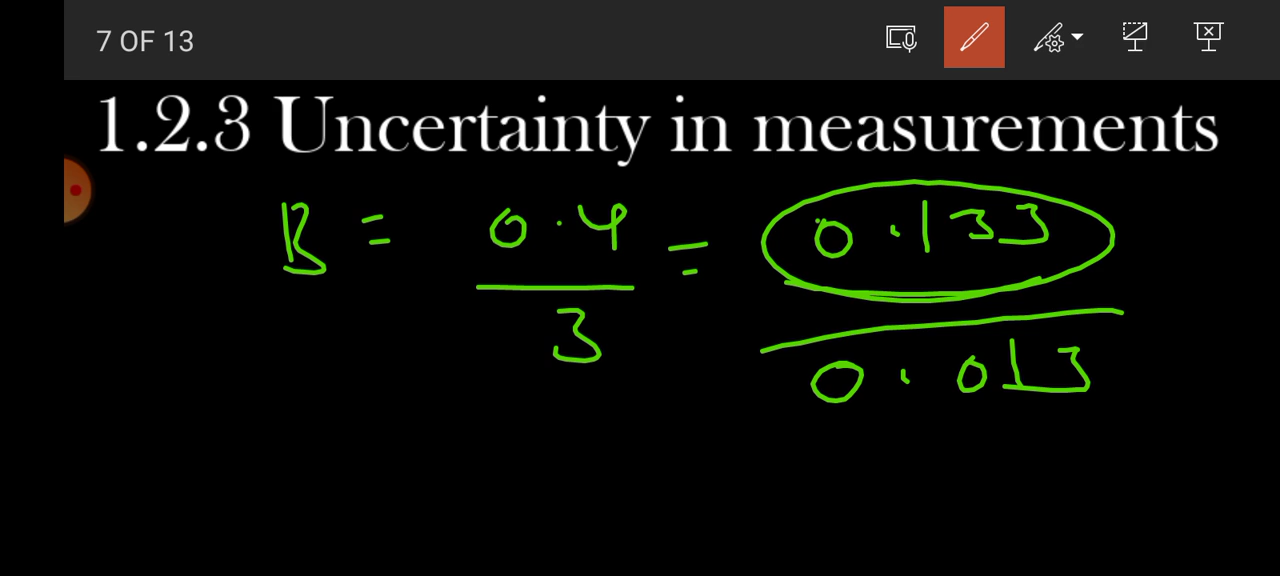 7 OF 13
1.2.3 Uncertainty in measurements
R = 0.4 / 3 = 0.133
0.013